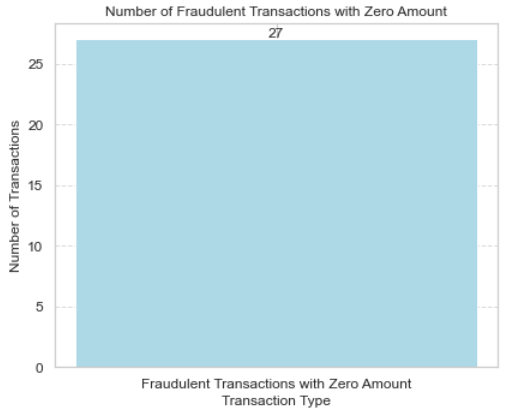 Number of Fraudulent Transactions with Zero Amount
27
Number of Transactions
25
20
15
10
5
0
Fraudulent Transactions with Zero Amount
Transaction Type